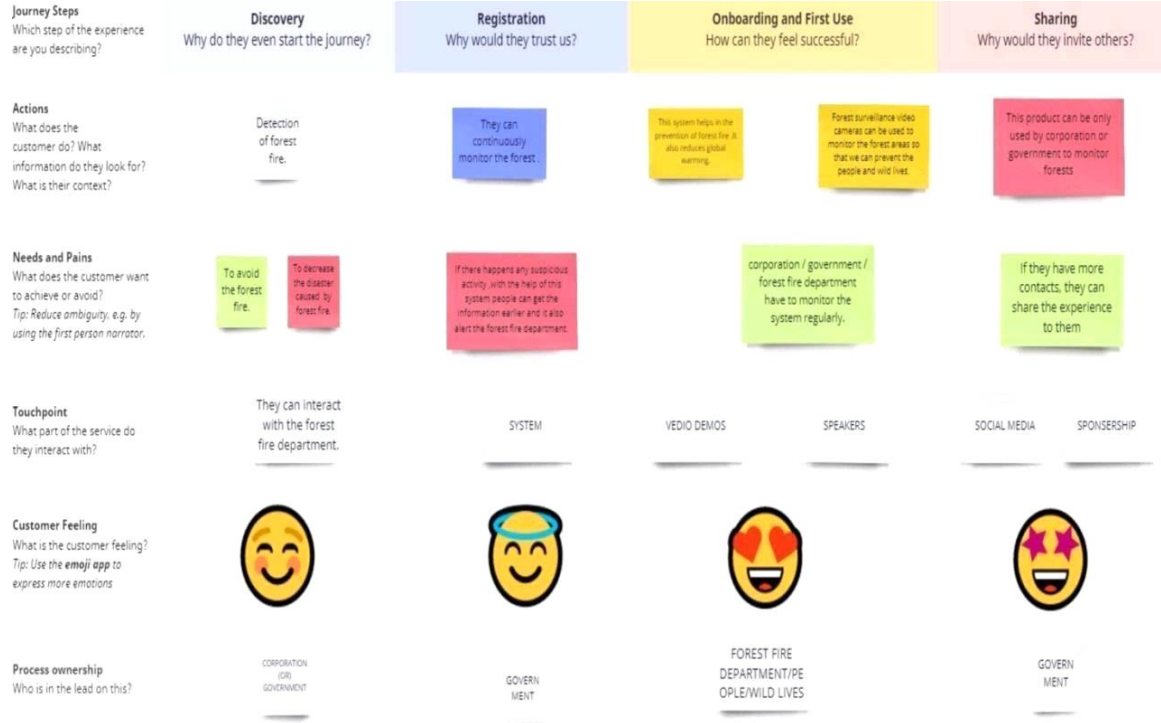 Journey Steps
Which step of the experience
are you describing?
Discovery
Why do they even start the journey?
Registration
Why would they trust us?
Onboarding and First Use
How can they feel successful?
Sharing
Why would they invite others?
Actions
What does the
customer do? What
information do they look for?
What is their context?
Detection
of forest
fire.
They can
continuously
monitor the forest .
This system helps in the
prevention of forest fire .It
also reduces global
warming.
Forest surveillance video
cameras can be used to
monitor the forest areas so
that we can prevent the
people and wild lives.
This product can be only
used by corporation or
government to monitor
forests
Needs and Pains
What does the customer want
to achieve or avoid?
Tip: Reduce ambiguity, e.g. by
using the first person narrator.
To avoid
the forest
fire.
To decrease
the disaster
caused by
forest fire.
If there happens any suspicious
activity ,with the help of this
system people can get the
information earlier and it also
alert the forest fire department.
corporation / government /
forest fire department
have to monitor the
system regularly.
If they have more
contacts, they can
share the experience
to them
Touchpoint
What part of the service do
they interact with?
They can interact
with the forest
fire department.
SYSTEM
VEDIO DEMOS
SPEAKERS
SOCIAL MEDIA
SPONSERSHIP
Customer Feeling
What is the customer feeling?
Tip: Use the emoji app to
express more emotions
Process ownership
Who is in the lead on this?
CORPORATION
(OR)
GOVERNMENT
GOVERN
MENT
FOREST FIRE
DEPARTMENT/PE
OPLE/WILD LIVES
GOVERN
MENT